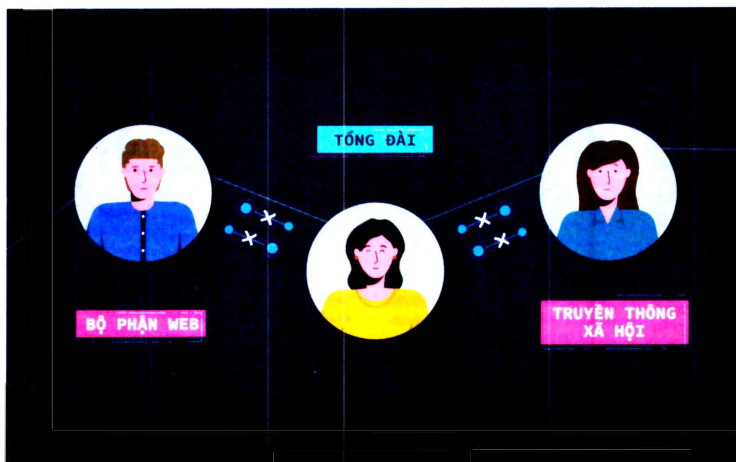 TỔNG ĐÀI
BỘ PHẬN WEB
TRUYỀN THÔNG
XÃ HỘI